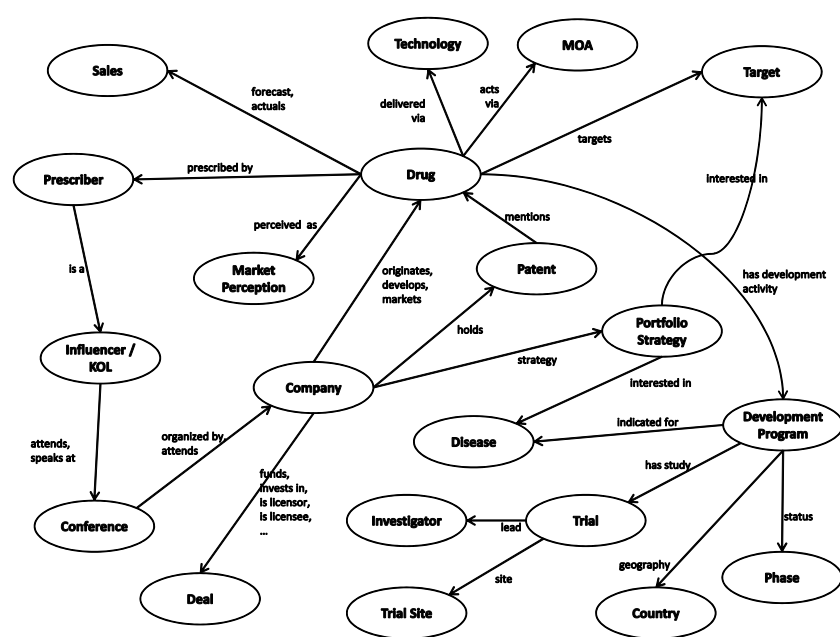 Technology
MOA
Sales
Target
forecast,
actuals
delivered
via
acts
via
targets
prescribed by
Prescriber
Drug
interested in
mentions
perceived as
is a
Market
Perception
originates,
develops,
markets
Patent
has development
activity
holds
Portfolio
Strategy
Influencer /
KOL
strategy
Company
interested in
indicated for
Development
Program
attends,
speaks at
organized by,
attends
Disease
has study
funds,
invests in,
is licensor,
is licensee,
...
Conference
Investigator
lead
Trial
status
site
geography
Phase
Deal
Trial Site
Country